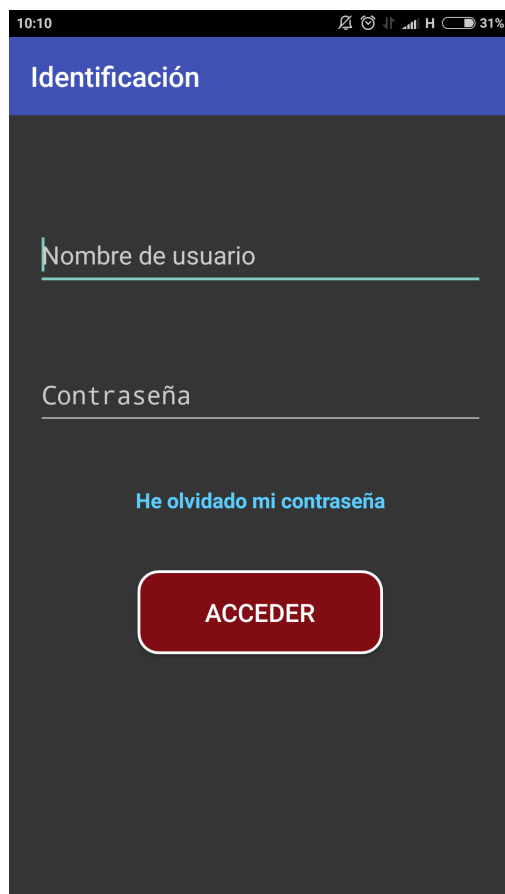 10:10 H 31%
Identificación
Nombre de usuario
Contraseña
He olvidado mi contraseña
ACCEDER